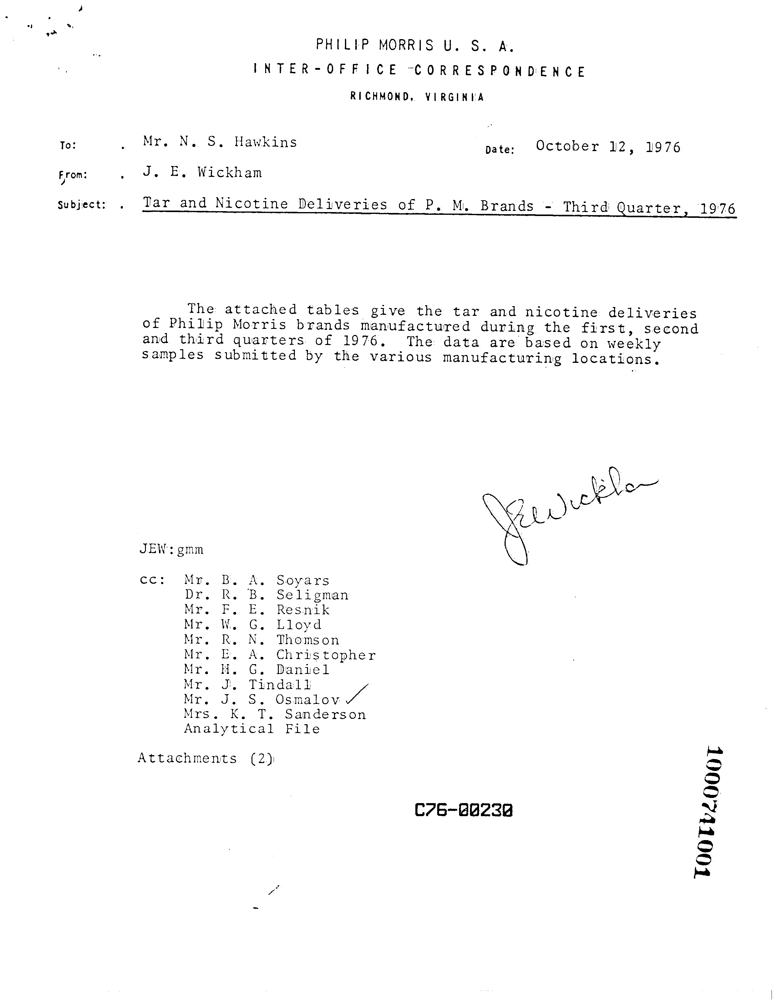 PHILIP MORRIS U. S. A.
INTER-OFFICE CORRESPONDENCE
RICHMOND, VIRGINIA
To: . Mr. N. S. Hawkins Date: October 12, 1976
From: . J. E. Wickham
Subject: . Tar and Nicotine Deliveries of P. M. Brands - Third Quarter, 1976
The attached tables give the tar and nicotine deliveries
of Philip Morris brands manufactured during the first, second
and third quarters of 1976. The data are based on weekly
samples submitted by the various manufacturing locations.
JEWickham
JEW:gmm
cc: Mr. B. A. Soyars
Dr. R. B. Seligman
Mr. F. E. Resnik
Mr. W. G. Lloyd
Mr. R. N. Thomson
Mr. E. A. Christopher
Mr. H. G. Daniel
Mr. J. Tindall
Mr. J. S. Osmalov ✓
Mrs. K. T. Sanderson
Analytical File
Attachments (2)
C76-00230
1000741001